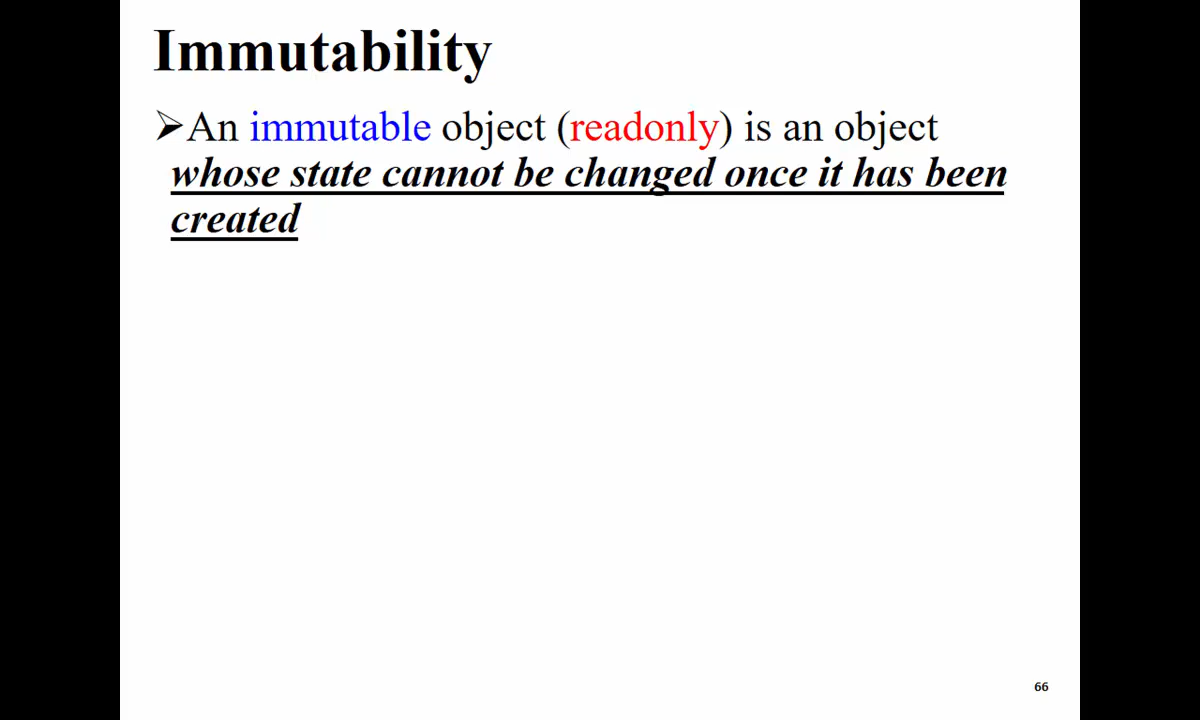 Immutability
➢An immutable object (readonly) is an object
whose state cannot be changed once it has been
created
66